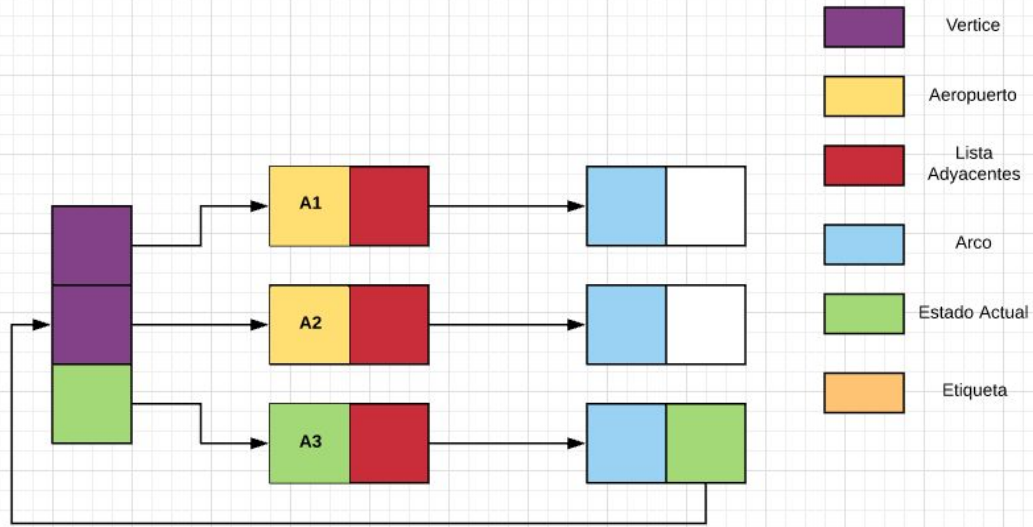 Vertice
Aeropuerto
Lista
Adyacentes
A1
Arco
A2
Estado Actual
Etiqueta
A3